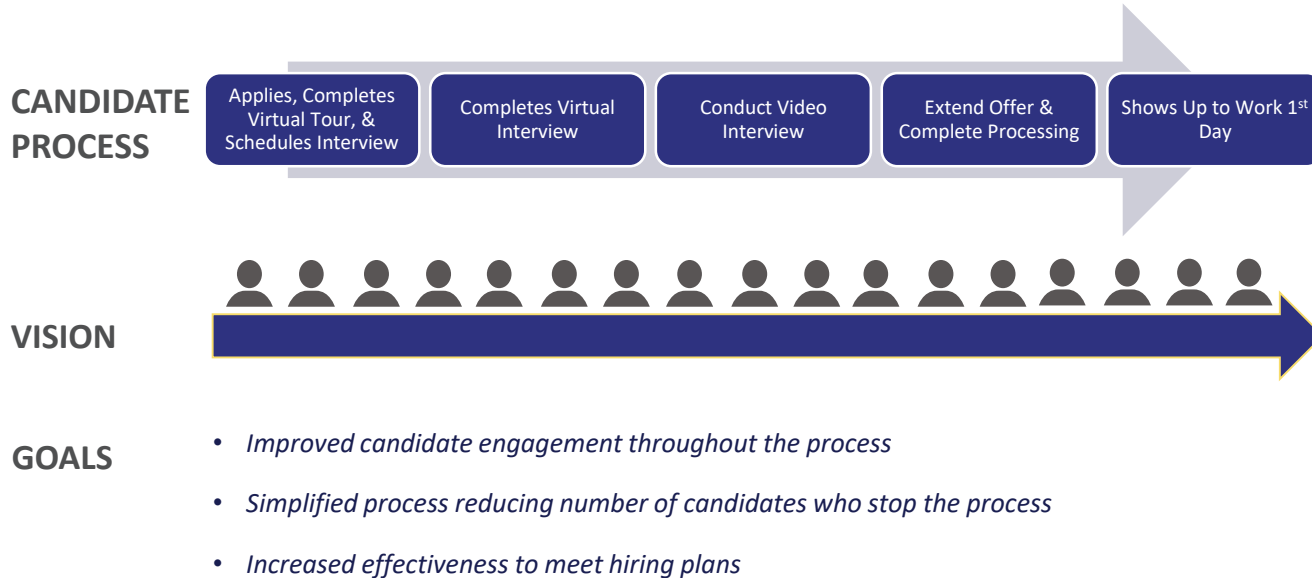 CANDIDATE
PROCESS
Applies, Completes
Virtual Tour, &
Schedules Interview
Completes Virtual
Interview
Conduct Video
Interview
Extend Offer &
Complete Processing
Shows Up to Work 1st
Day
VISION
GOALS
• Improved candidate engagement throughout the process
• Simplified process reducing number of candidates who stop the process
• Increased effectiveness to meet hiring plans